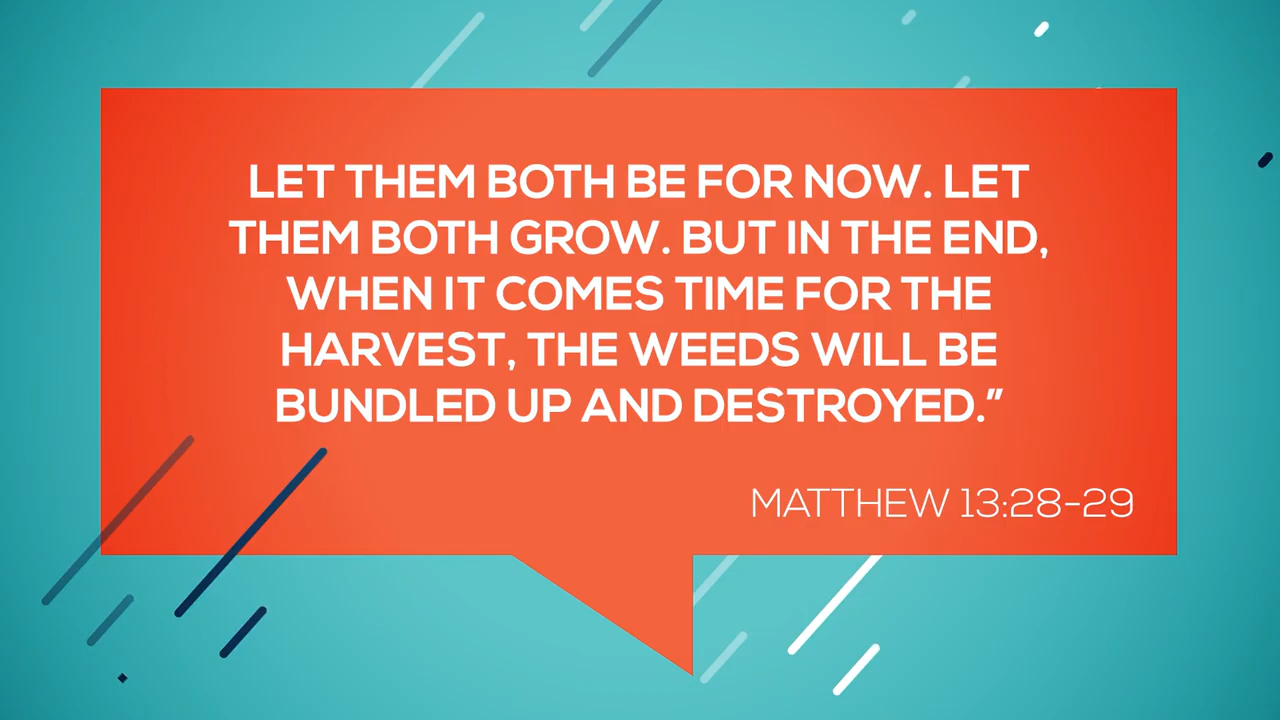 LET THEM BOTH BE FOR NOW. LET
THEM BOTH GROW. BUT IN THE END,
WHEN IT COMES TIME FOR THE
HARVEST, THE WEEDS WILL BE
BUNDLED UP AND DESTROYED.”
MATTHEW 13:28-29